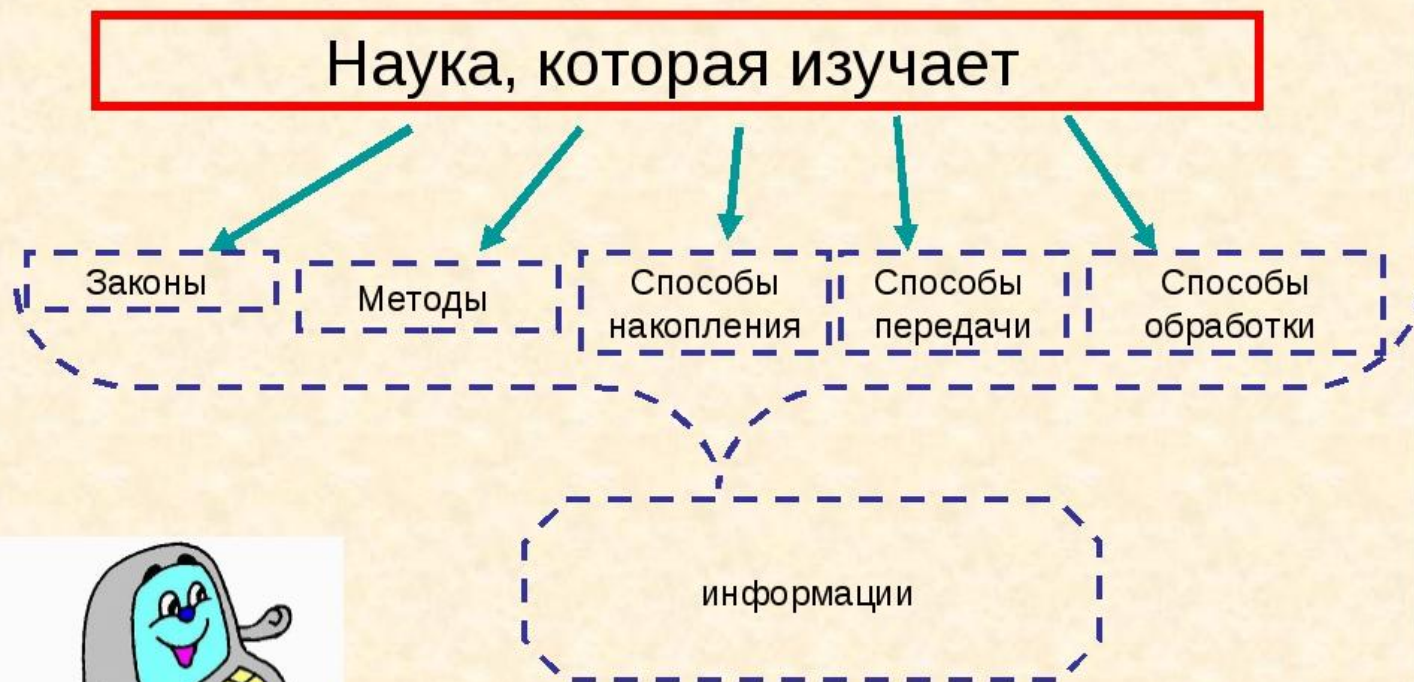 Наука, которая изучает
Законы
Методы
Способы
накопления
Способы
передачи
Способы
обработки
информации